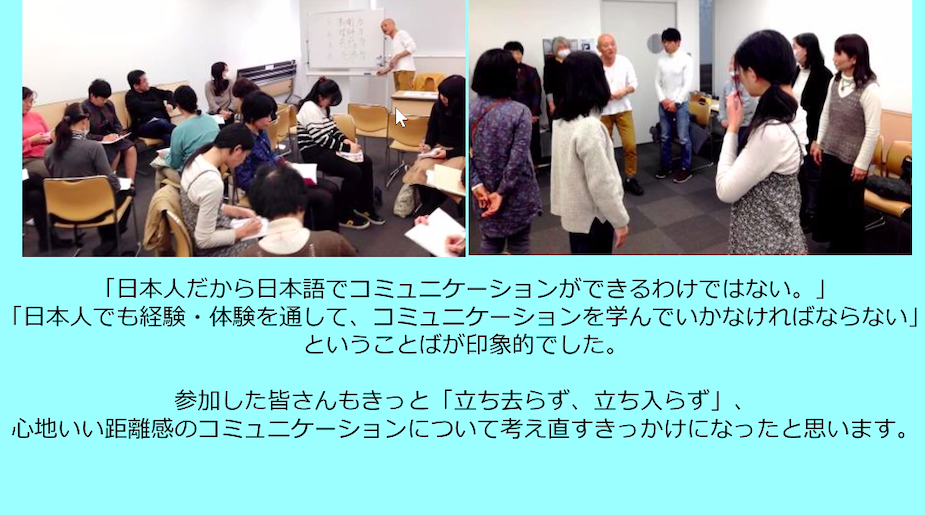 「日本人だから日本語でコミュニケーションができるわけではない。」
「日本人でも経験・体験を通して、コミュニケーションを学んでいかなければならない」
ということばが印象的でした。
参加した皆さんもきっと「立ち去らず、立ち入らず」、
心地いい距離感のコミュニケーションについて考え直すきっかけになったと思います。